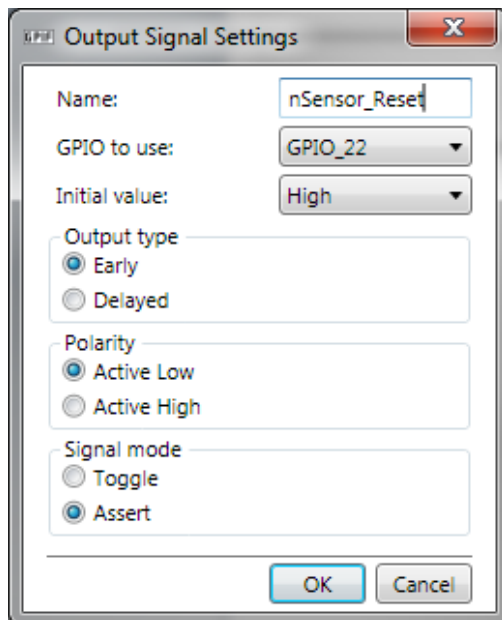 GPIF Output Signal Settings X
Name: nSensor_Reset
GPIO to use: GPIO_22
Initial value: High
Output type
Early
Delayed
Polarity
Active Low
Active High
Signal mode
Toggle
Assert
OK Cancel